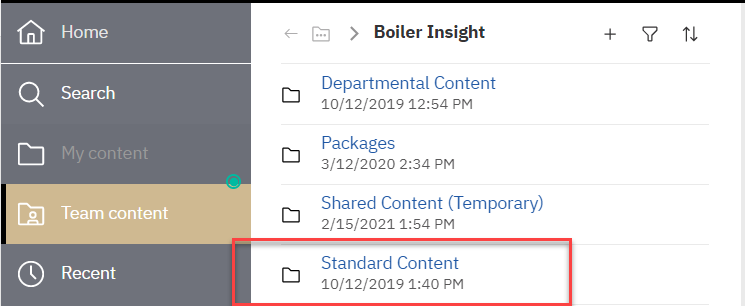 Home
Search
My content
Team content
Recent
Boiler Insight
Departmental Content
10/12/2019 12:54 PM
Packages
3/12/2020 2:34 PM
Shared Content (Temporary)
2/15/2021 1:54 PM
Standard Content
10/12/2019 1:40 PM